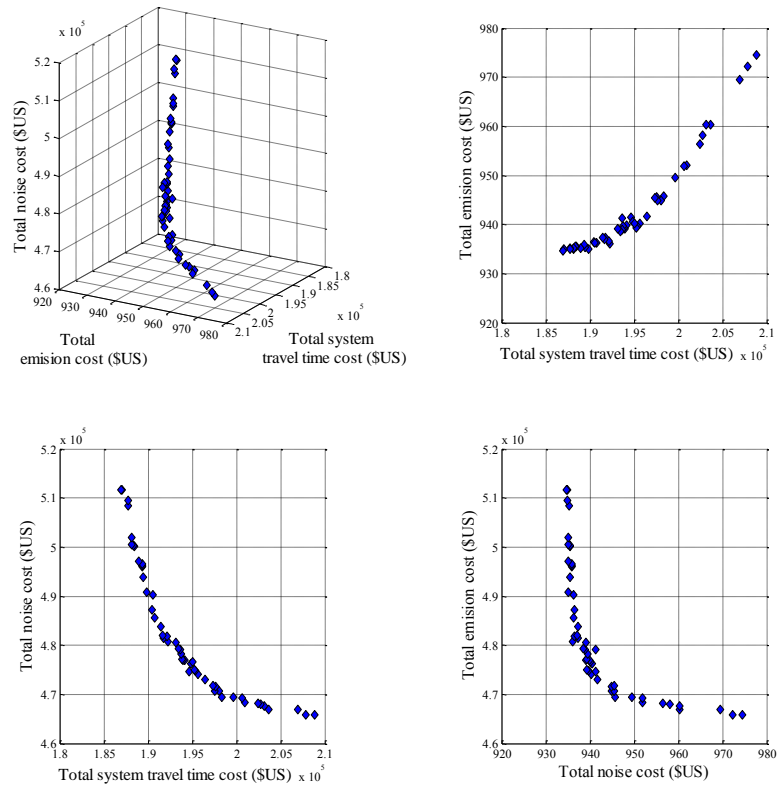 x 10^5
5.2
5.1
5
4.9
4.8
4.7
4.6
Total noise cost ($US)
920
930
940
950
960
970
980
Total
emision cost ($US)
2.1
2.05
2
1.95
1.9
1.85
1.8
x 10^5
Total system
travel time cost ($US)
980
970
960
950
940
930
920
Total emission cost ($US)
1.8 1.85 1.9 1.95 2 2.05 2.1
Total system travel time cost ($US) x 10^5
x 10^5
5.2
5.1
5
4.9
4.8
4.7
4.6
Total noise cost ($US)
1.8 1.85 1.9 1.95 2 2.05 2.1
Total system travel time cost ($US) x 10^5
x 10^5
5.2
5.1
5
4.9
4.8
4.7
4.6
Total emission cost ($US)
920 930 940 950 960 970 980
Total noise cost ($US)